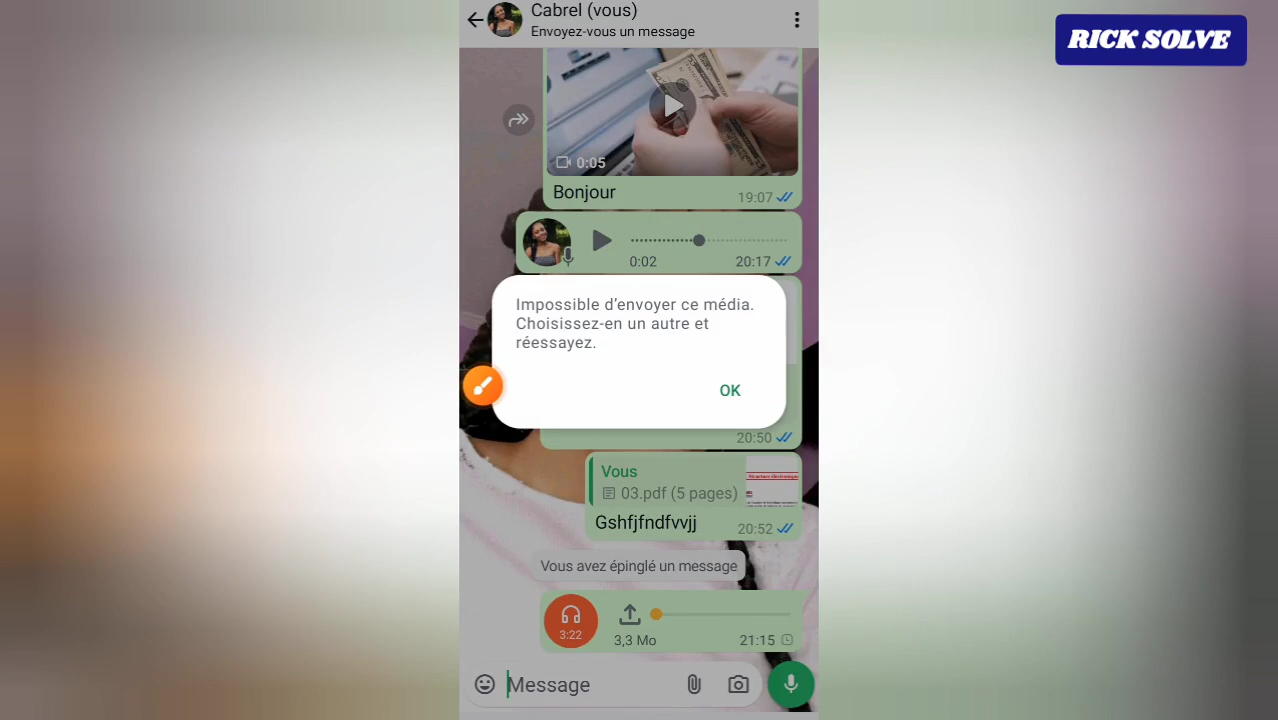 Cabrel (vous)
Envoyez-vous un message
RICK SOLVE
0:05
Bonjour
19:07
0:02
20:17
Impossible d’envoyer ce média.
Choisissez-en un autre et
réessayez.
OK
20:50
Vous
03.pdf (5 pages)
Gshfjfndfvvjj
20:52
Vous avez épinglé un message
3:22
3,3 Mo
21:15
Message